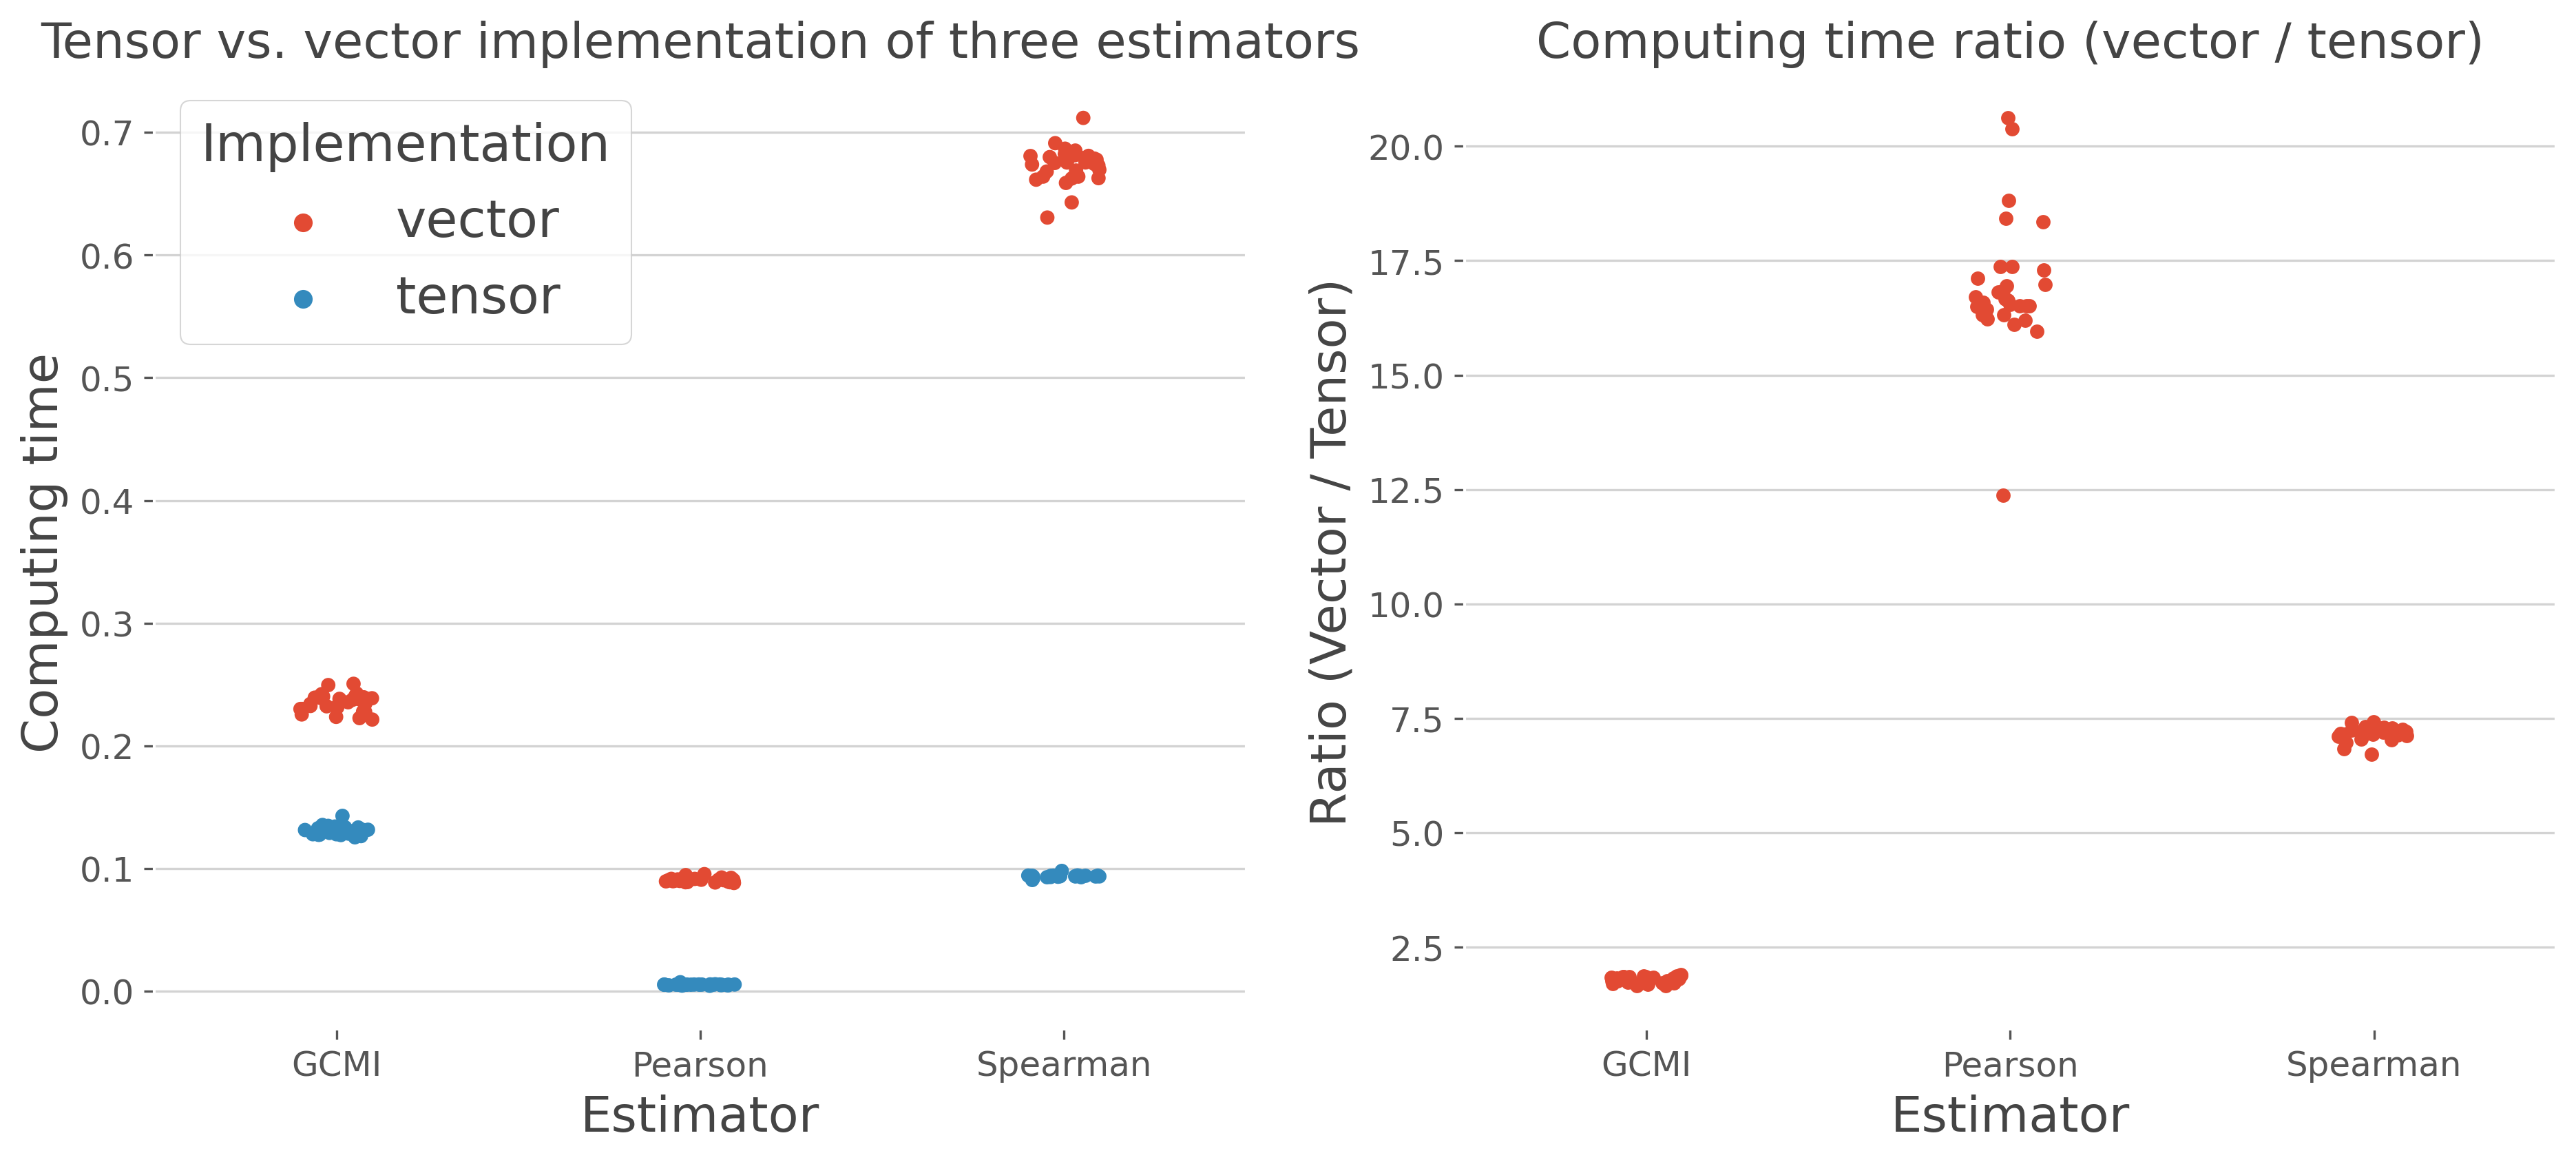 Tensor vs. vector implementation of three estimators
Implementation
vector
tensor
Computing time
0.7
0.6
0.5
0.4
0.3
0.2
0.1
0.0
GCMI
Pearson
Spearman
Estimator
Computing time ratio (vector / tensor)
Ratio (Vector / Tensor)
20.0
17.5
15.0
12.5
10.0
7.5
5.0
2.5
GCMI
Pearson
Spearman
Estimator